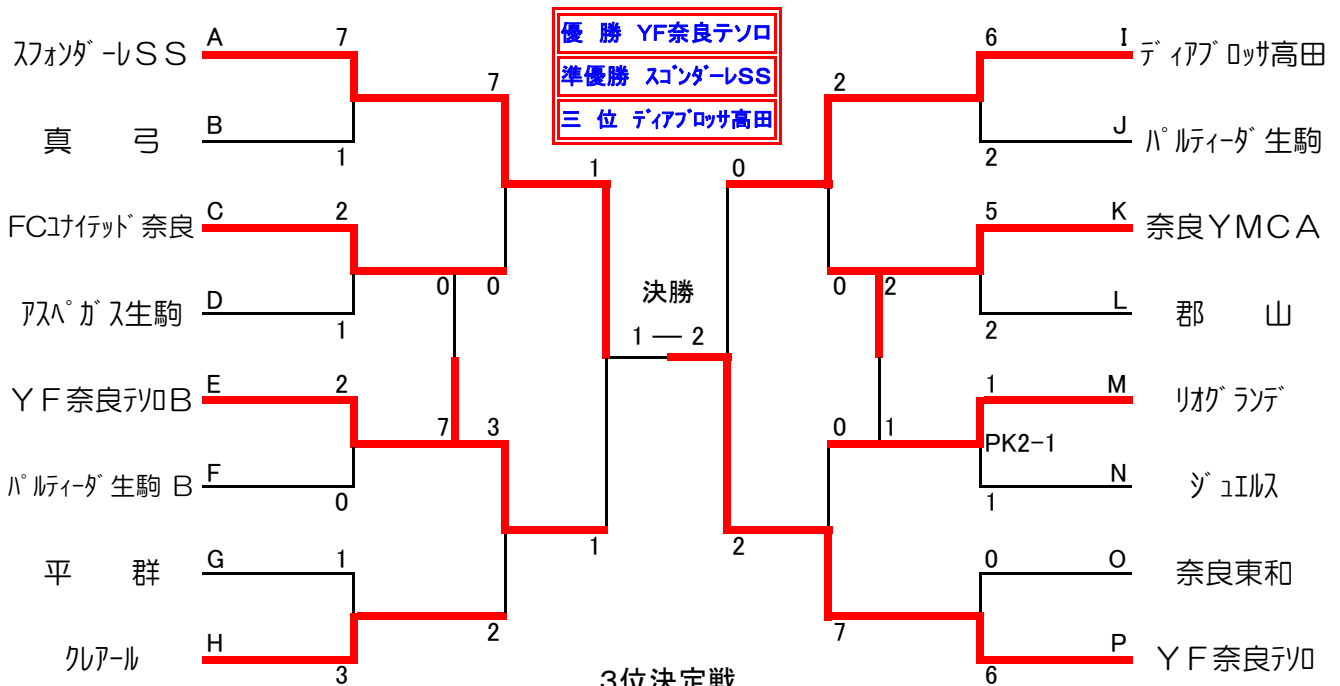 優 勝 YF奈良テソロ
準優勝 スゴンダーレSS
三 位 ディアブロッサ高田
スフォンダーレSS A 7
真 弓 B 1
FCユナイテッド奈良 C 2
アスペガス生駒 D 1
YF奈良テソロB E 2
パルティーダ生駒 B F 0
平 群 G 1
クレアール H 3
7
0 0
7 3
2
1
1
決勝
1 ― 2
0
2
2
0 2
0 1
7
6 I ディアブロッサ高田
2 J パルティーダ生駒
5 K 奈良YMCA
2 L 郡 山
1 M リオグランデ
PK2-1
1 N ジュエルス
0 O 奈良東和
6 P YF奈良テソロ
3位決定戦